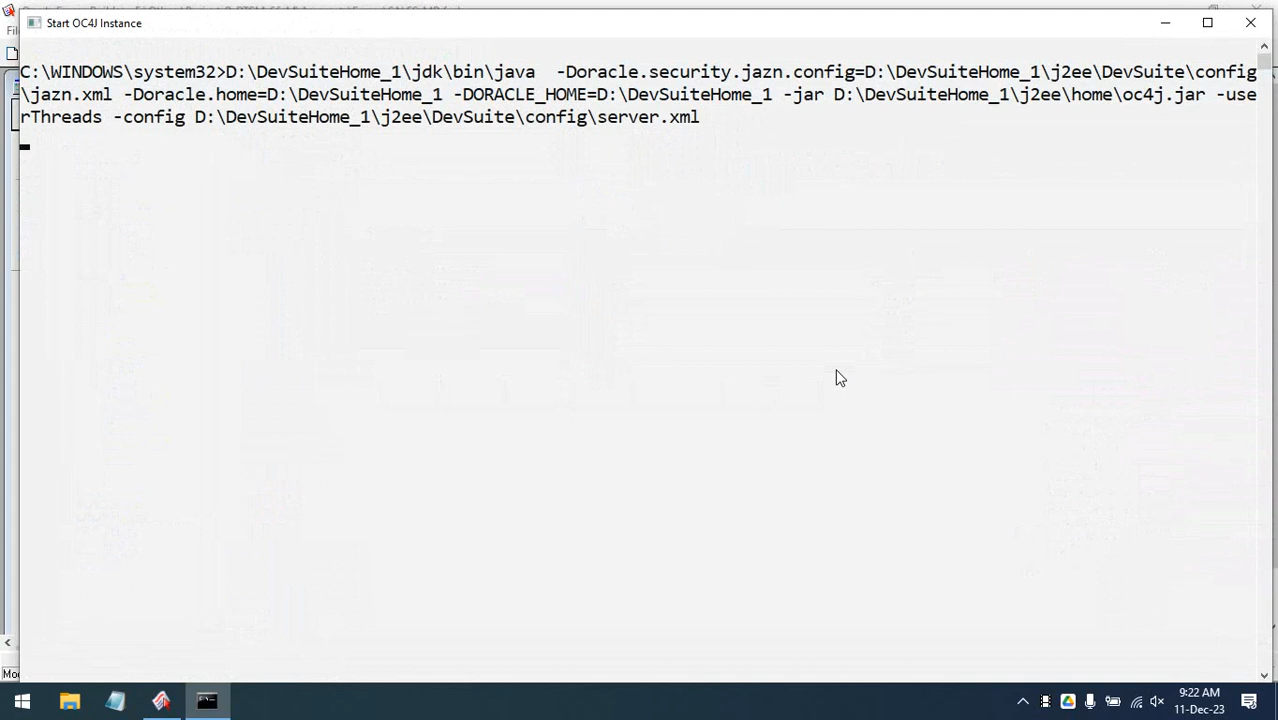 Start OC4J Instance
C:\WINDOWS\system32>D:\DevSuiteHome_1\jdk\bin\java  -Doracle.security.jazn.config=D:\DevSuiteHome_1\j2ee\DevSuite\config
\jazn.xml -Doracle.home=D:\DevSuiteHome_1 -DORACLE_HOME=D:\DevSuiteHome_1 -jar D:\DevSuiteHome_1\j2ee\home\oc4j.jar -use
rThreads -config D:\DevSuiteHome_1\j2ee\DevSuite\config\server.xml
9:22 AM
11-Dec-23